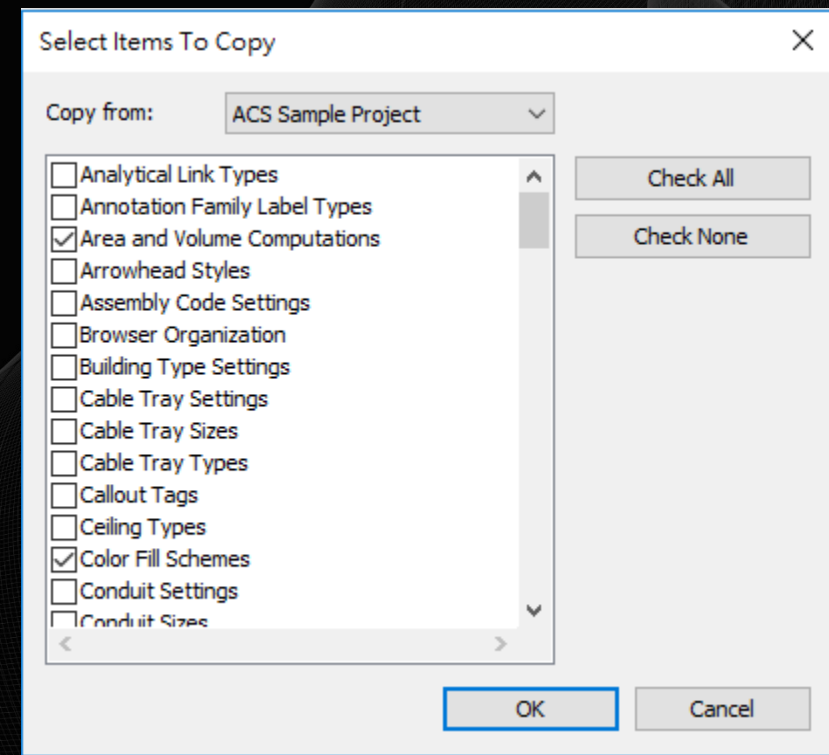 Select Items To Copy
Copy from: ACS Sample Project
Analytical Link Types
Check All
Annotation Family Label Types
Area and Volume Computations
Check None
Arrowhead Styles
Assembly Code Settings
Browser Organization
Building Type Settings
Cable Tray Settings
Cable Tray Sizes
Cable Tray Types
Callout Tags
Ceiling Types
Color Fill Schemes
Conduit Settings
Conduit Sizes
OK Cancel